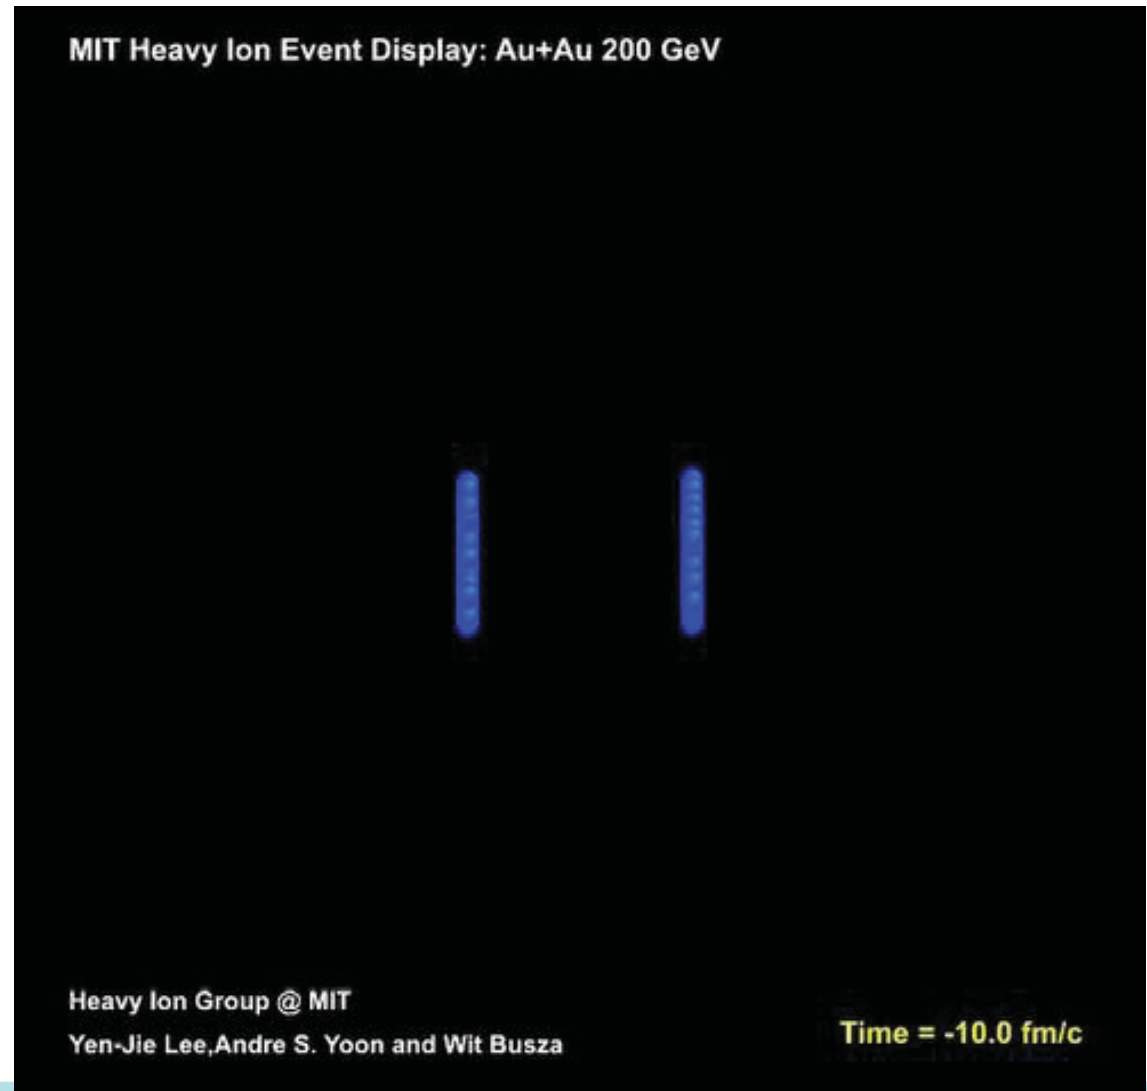 MIT Heavy Ion Event Display: Au+Au 200 GeV
Heavy Ion Group @ MIT
Yen-Jie Lee,Andre S. Yoon and Wit Busza
Time = -10.0 fm/c